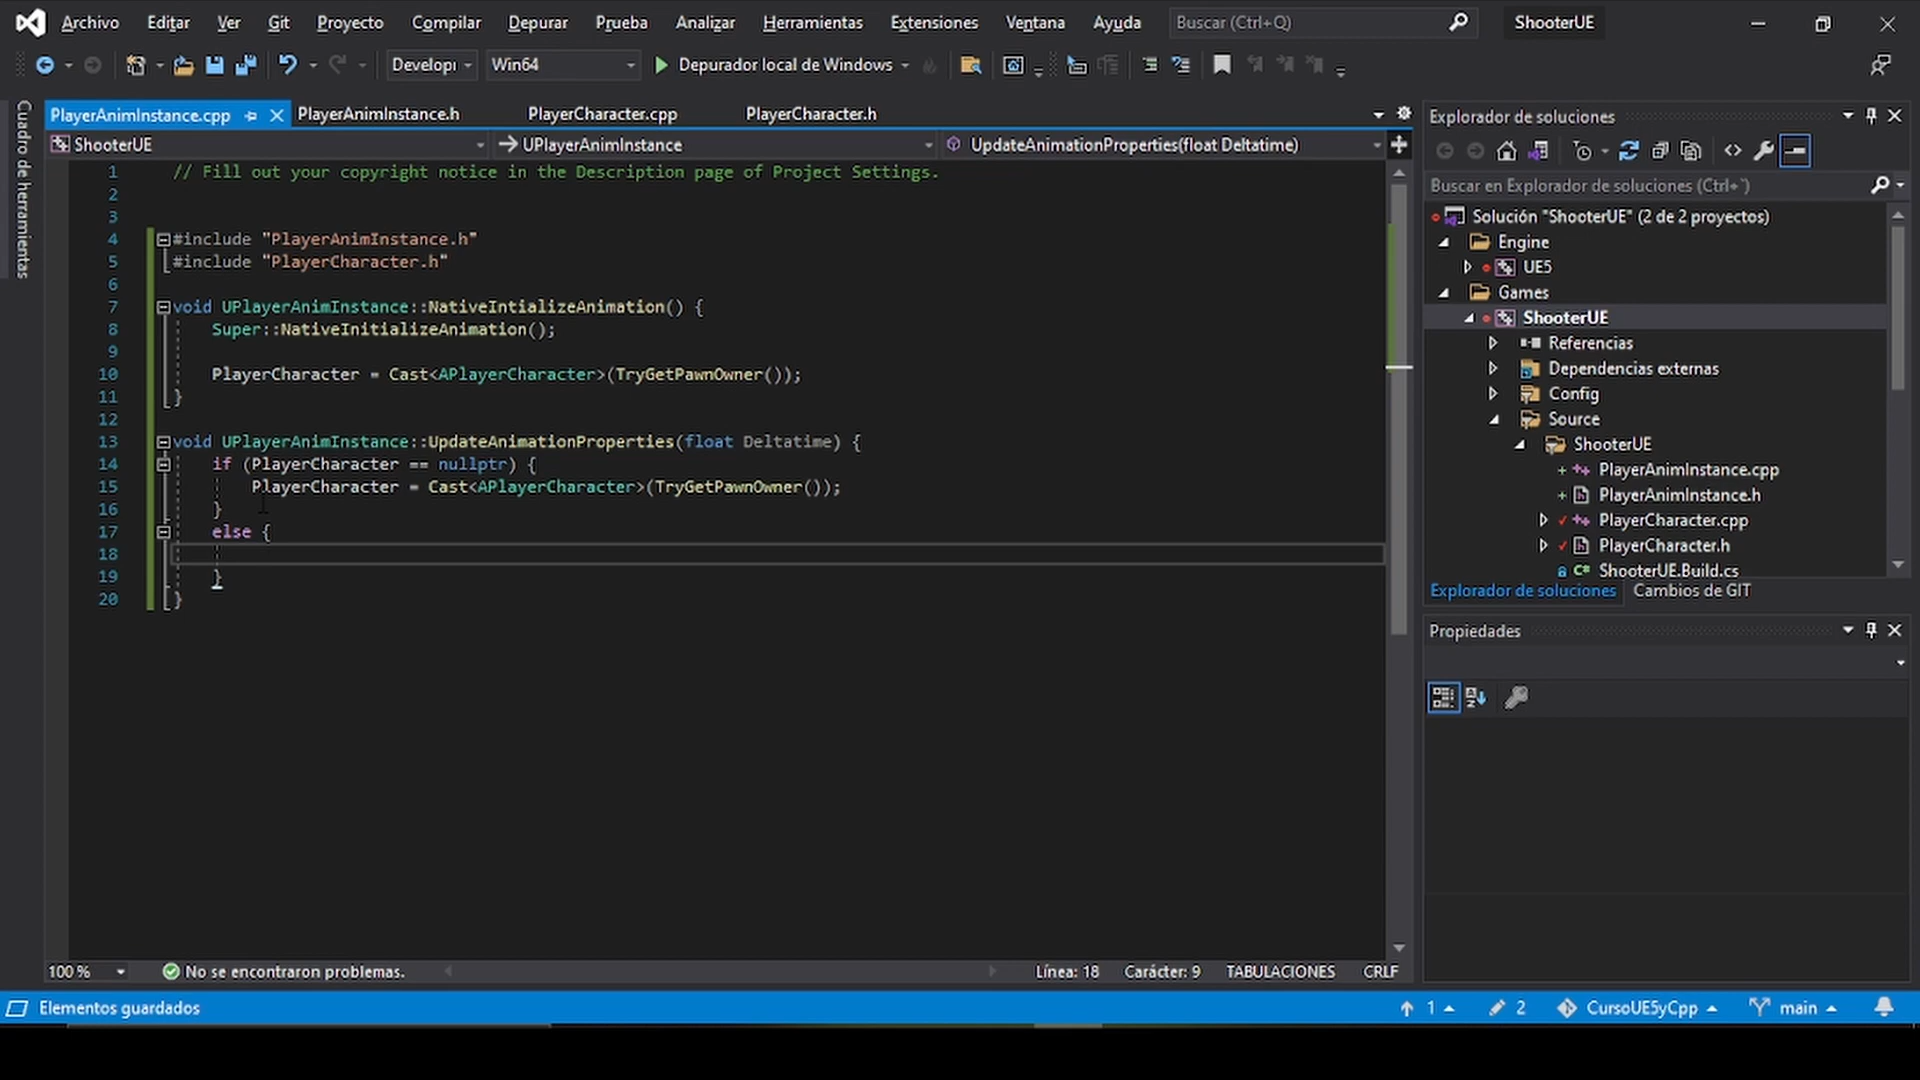 Archivo Editar Ver Git Proyecto Compilar Depurar Prueba Analizar Herramientas Extensiones Ventana Ayuda Buscar (Ctrl+Q) ShooterUE
Developi Win64 Depurador local de Windows
Cuadro de herramientas
PlayerAnimInstance.cpp PlayerAnimInstance.h PlayerCharacter.cpp PlayerCharacter.h
ShooterUE UPlayerAnimInstance UpdateAnimationProperties(float Deltatime)
1 // Fill out your copyright notice in the Description page of Project Settings.
2
3
4 #include "PlayerAnimInstance.h"
5 #include "PlayerCharacter.h"
6
7 void UPlayerAnimInstance::NativeIntializeAnimation() {
8 Super::NativeInitializeAnimation();
9
10 PlayerCharacter = Cast<APlayerCharacter>(TryGetPawnOwner());
11 }
12
13 void UPlayerAnimInstance::UpdateAnimationProperties(float Deltatime) {
14 if (PlayerCharacter == nullptr) {
15 PlayerCharacter = Cast<APlayerCharacter>(TryGetPawnOwner());
16 }
17 else {
18
19 }
20 }
100 % No se encontraron problemas. Línea: 18 Carácter: 9 TABULACIONES CRLF
Explorador de soluciones
Buscar en Explorador de soluciones (Ctrl+`)
Solución "ShooterUE" (2 de 2 proyectos)
Engine
UE5
Games
ShooterUE
Referencias
Dependencias externas
Config
Source
ShooterUE
PlayerAnimInstance.cpp
PlayerAnimInstance.h
PlayerCharacter.cpp
PlayerCharacter.h
ShooterUE.Build.cs
Explorador de soluciones Cambios de GIT
Propiedades
Elementos guardados 1 2 CursoUE5yCpp main